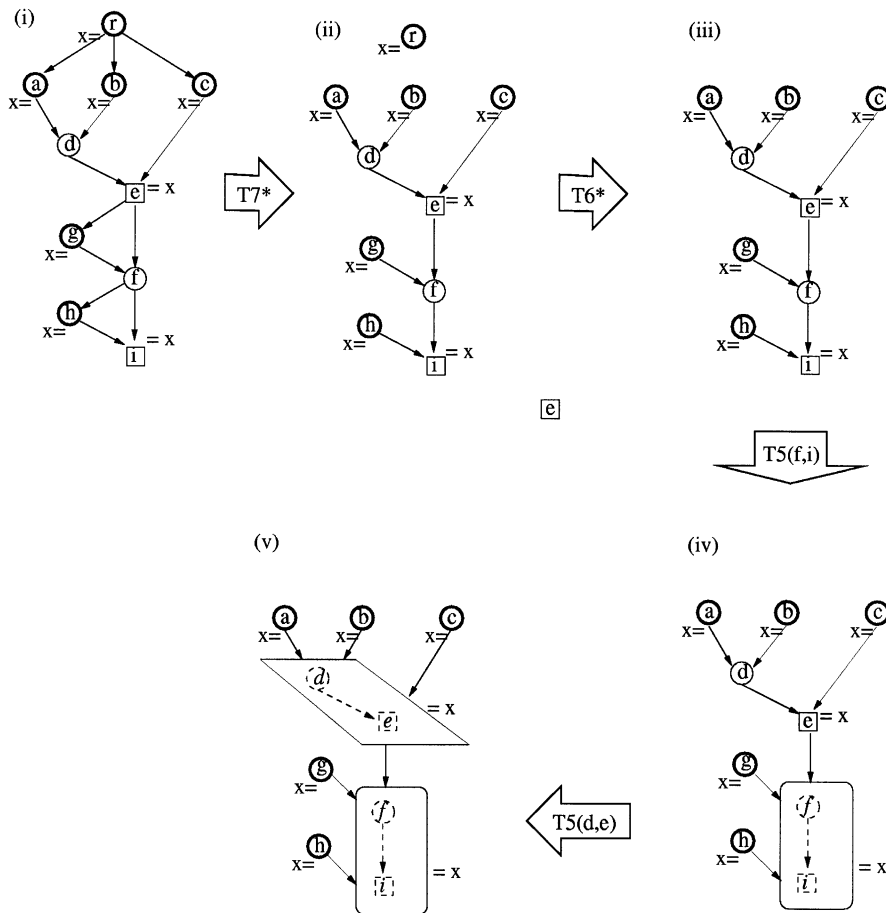 (i)
r
x=
a
b
c
x=
x=
x=
d
e
= x
g
x=
f
h
x=
= x
i
T7*
(ii)
r
x=
a
b
c
x=
x=
x=
d
e
= x
g
x=
f
h
x=
= x
i
e
T6*
(iii)
a
b
c
x=
x=
x=
d
e
= x
g
x=
f
h
x=
= x
i
T5(f,i)
(iv)
a
b
c
x=
x=
x=
d
e
= x
g
x=
f
h
x=
i
= x
T5(d,e)
(v)
a
b
c
x=
x=
x=
d
e
= x
g
x=
f
h
x=
i
= x